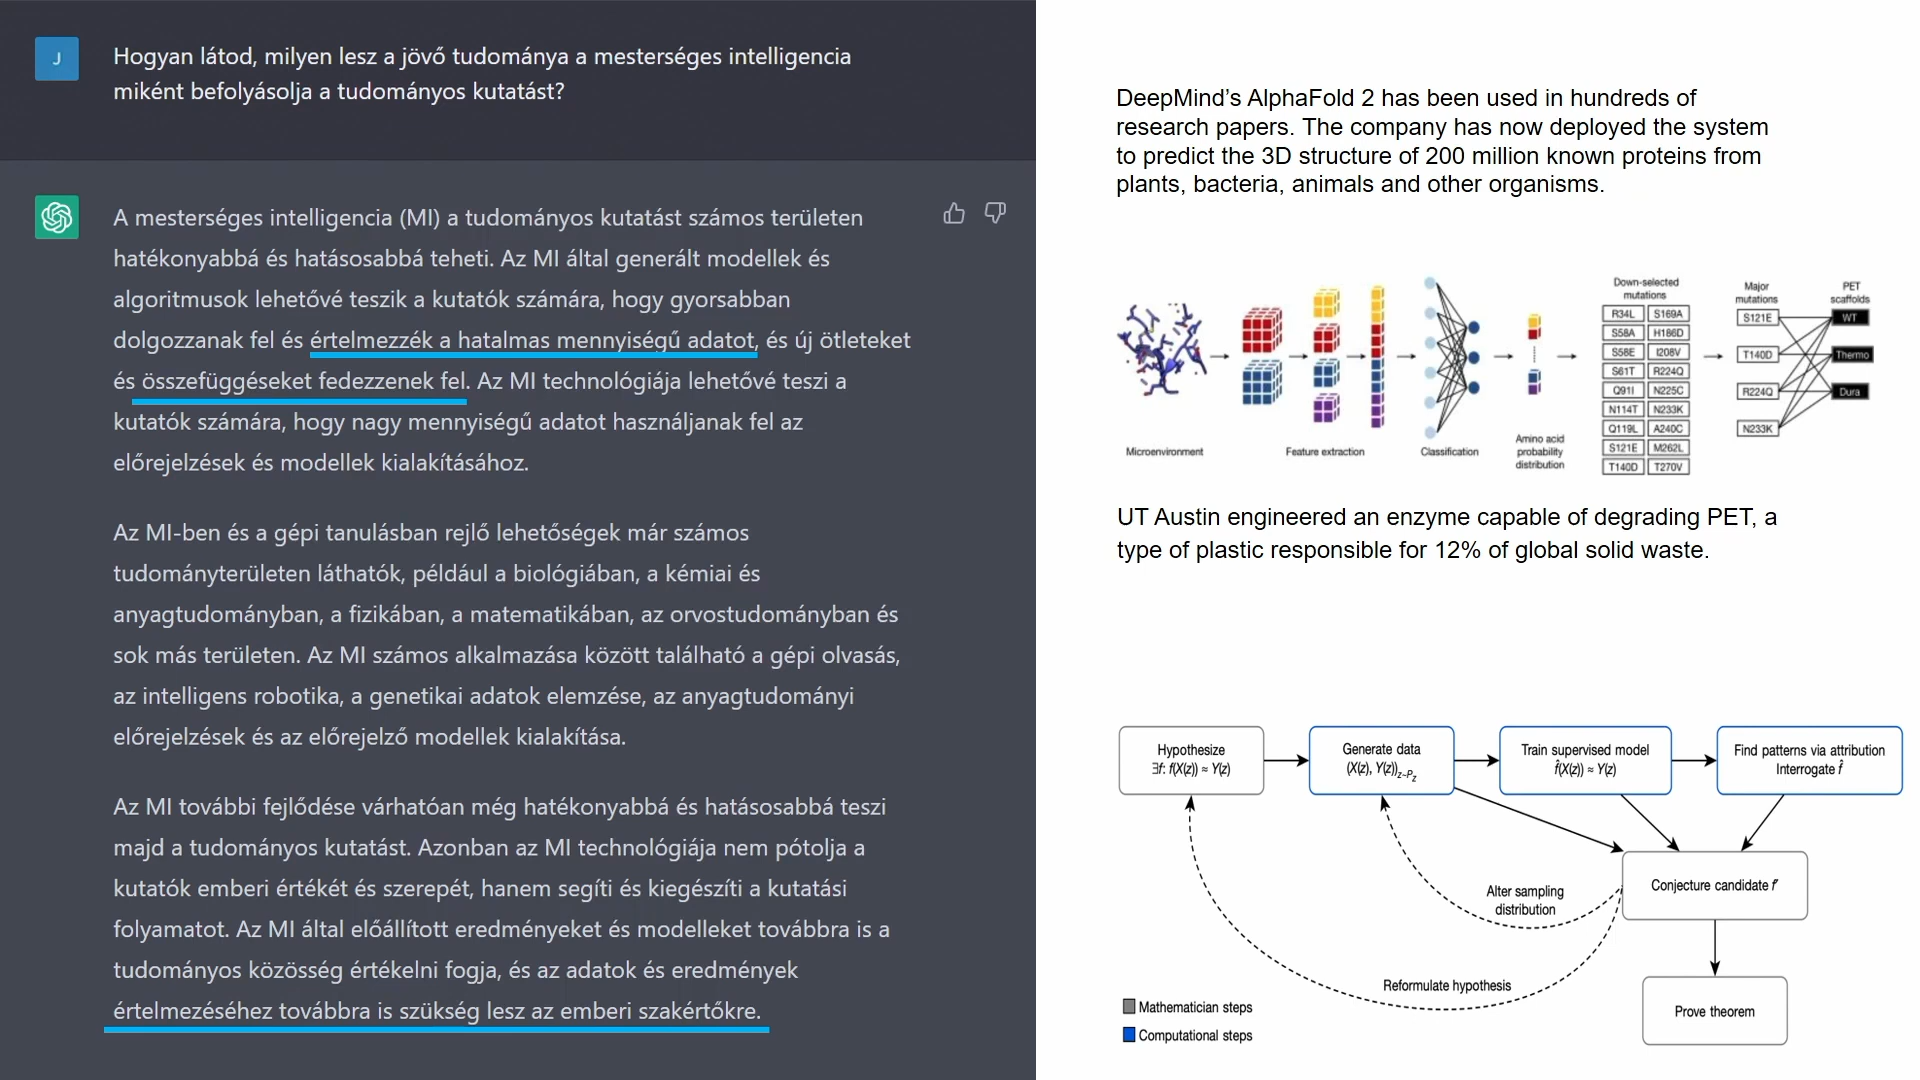 J
Hogyan látod, milyen lesz a jövő tudománya a mesterséges intelligencia
miként befolyásolja a tudományos kutatást?
A mesterséges intelligencia (MI) a tudományos kutatást számos területen
hatékonyabbá és hatásosabbá teheti. Az MI által generált modellek és
algoritmusok lehetővé teszik a kutatók számára, hogy gyorsabban
dolgozzanak fel és értelmezzék a hatalmas mennyiségű adatot, és új ötleteket
és összefüggéseket fedezzenek fel. Az MI technológiája lehetővé teszi a
kutatók számára, hogy nagy mennyiségű adatot használjanak fel az
előrejelzések és modellek kialakításához.
Az MI-ben és a gépi tanulásban rejlő lehetőségek már számos
tudományterületen láthatók, például a biológiában, a kémiai és
anyagtudományban, a fizikában, a matematikában, az orvostudományban és
sok más területen. Az MI számos alkalmazása között található a gépi olvasás,
az intelligens robotika, a genetikai adatok elemzése, az anyagtudományi
előrejelzések és az előrejelző modellek kialakítása.
Az MI további fejlődése várhatóan még hatékonyabbá és hatásosabbá teszi
majd a tudományos kutatást. Azonban az MI technológiája nem pótolja a
kutatók emberi értékét és szerepét, hanem segíti és kiegészíti a kutatási
folyamatot. Az MI által előállított eredményeket és modelleket továbbra is a
tudományos közösség értékelni fogja, és az adatok és eredmények
értelmezéséhez továbbra is szükség lesz az emberi szakértőkre.
DeepMind’s AlphaFold 2 has been used in hundreds of
research papers. The company has now deployed the system
to predict the 3D structure of 200 million known proteins from
plants, bacteria, animals and other organisms.
Microenvironment
Feature extraction
Classification
Amino acid
probability
distribution
Down-selected
mutations
R34L S169A
S58A H186D
S58E I208V
S61T R224Q
Q91I N225C
N114T N233K
Q119L A240C
S121E M262L
T140D T270V
Major
mutations
S121E
T140D
R224Q
N233K
PET
scaffolds
WT
Thermo
Dura
UT Austin engineered an enzyme capable of degrading PET, a
type of plastic responsible for 12% of global solid waste.
Hypothesize
∃f: f(X(z)) ≈ Y(z)
Generate data
(X(z), Y(z))z~Pz
Train supervised model
f̂(X(z)) ≈ Y(z)
Find patterns via attribution
Interrogate f̂
Alter sampling
distribution
Conjecture candidate f′
Reformulate hypothesis
Prove theorem
Mathematician steps
Computational steps